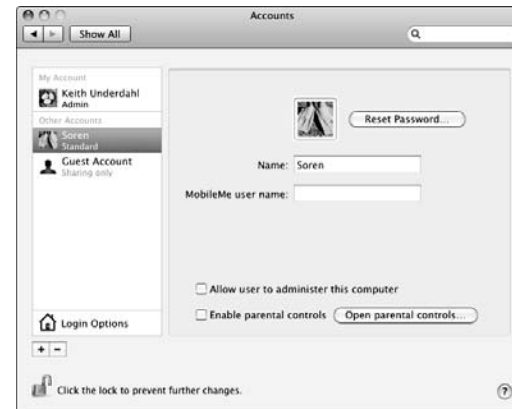 Accounts
Show All
My Account
Keith Underdahl
Admin
Other Accounts
Soren
Standard
Guest Account
Sharing only
Login Options
Reset Password...
Name: Soren
MobileMe user name:
Allow user to administer this computer
Enable parental controls Open parental controls...
+ -
Click the lock to prevent further changes.
?